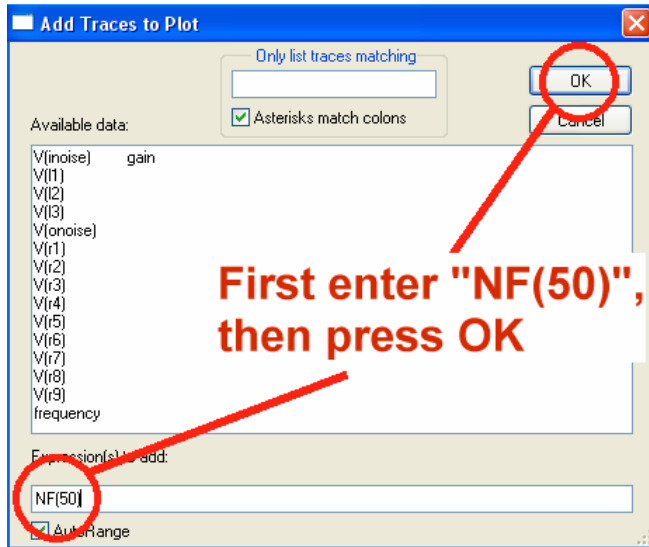 Add Traces to Plot
Only list traces matching
OK
Asterisks match colons
Cancel
Available data:
V(inoise) gain
V(l1)
V(l2)
V(l3)
V(onoise)
V(r1)
V(r2)
V(r3)
V(r4)
V(r5)
V(r6)
V(r7)
V(r8)
V(r9)
frequency
First enter "NF(50)",
then press OK
Expression(s) to add:
NF(50)
AutoRange